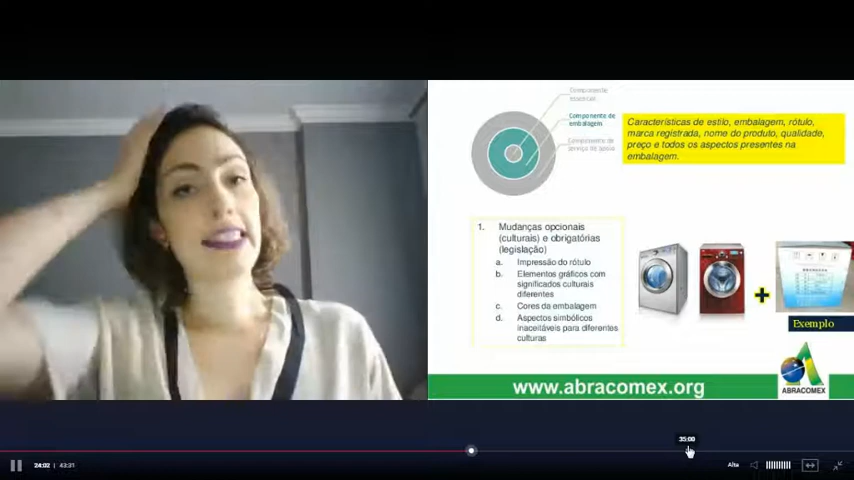 Componente
essencial
Componente de
embalagem
Componente de
serviço de apoio
Características de estilo, embalagem, rótulo,
marca registrada, nome do produto, qualidade,
preço e todos os aspectos presentes na
embalagem.
1. Mudanças opcionais
(culturais) e obrigatórias
(legislação)
a. Impressão do rótulo
b. Elementos gráficos com
significados culturais
diferentes
c. Cores da embalagem
d. Aspectos simbólicos
inaceitáveis para diferentes
culturas
Exemplo
www.abracomex.org
ABRACOMEX
35:00
24:02 43:31
Alta